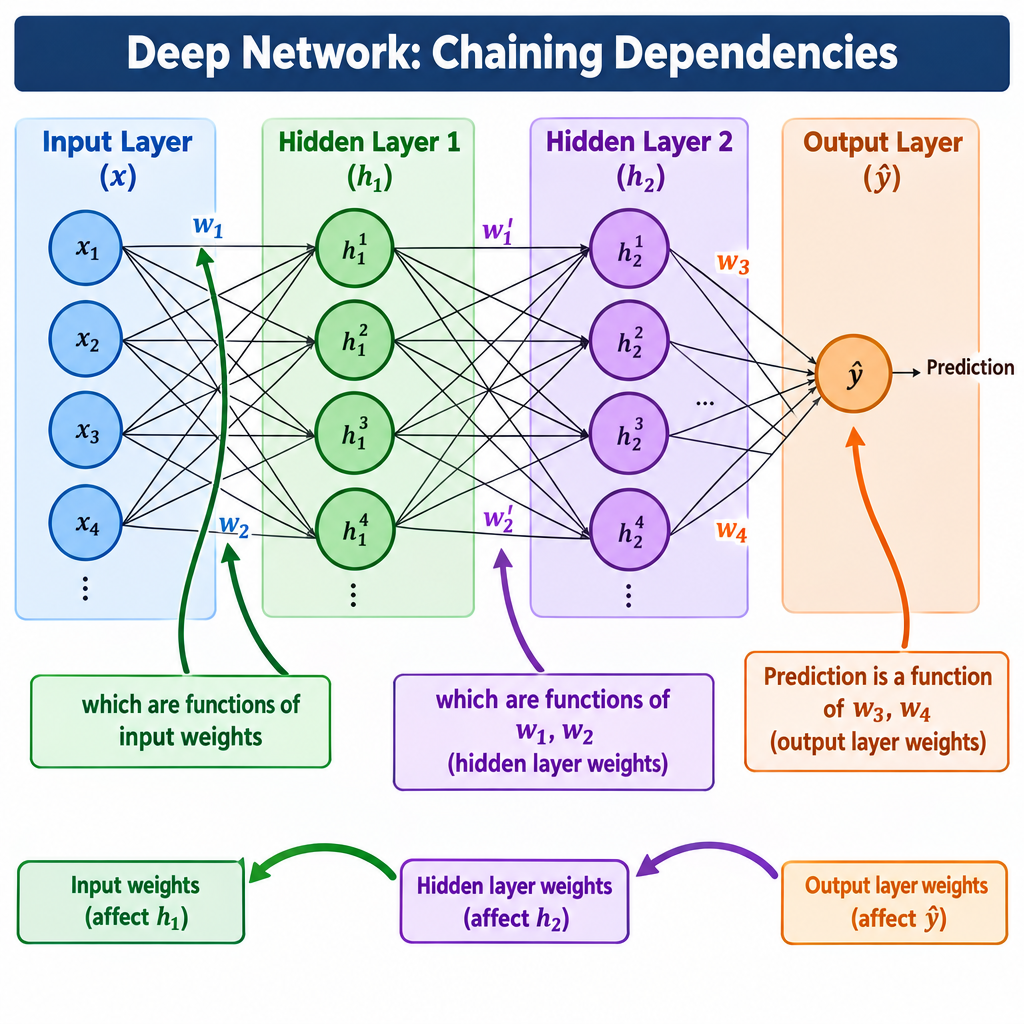 Deep Network: Chaining Dependencies
Input Layer
(x)
Hidden Layer 1
(h₁)
Hidden Layer 2
(h₂)
Output Layer
(ŷ)
w₁
w₁′
w₃
x₁
x₂
x₃
x₄
⋮
h₁¹
h₁²
h₁³
h₁⁴
⋮
h₂¹
h₂²
h₂³
h₂⁴
⋮
...
ŷ
Prediction
w₂
w₂′
w₄
which are functions of
input weights
which are functions of
w₁, w₂
(hidden layer weights)
Prediction is a function
of w₃, w₄
(output layer weights)
Input weights
(affect h₁)
Hidden layer weights
(affect h₂)
Output layer weights
(affect ŷ)